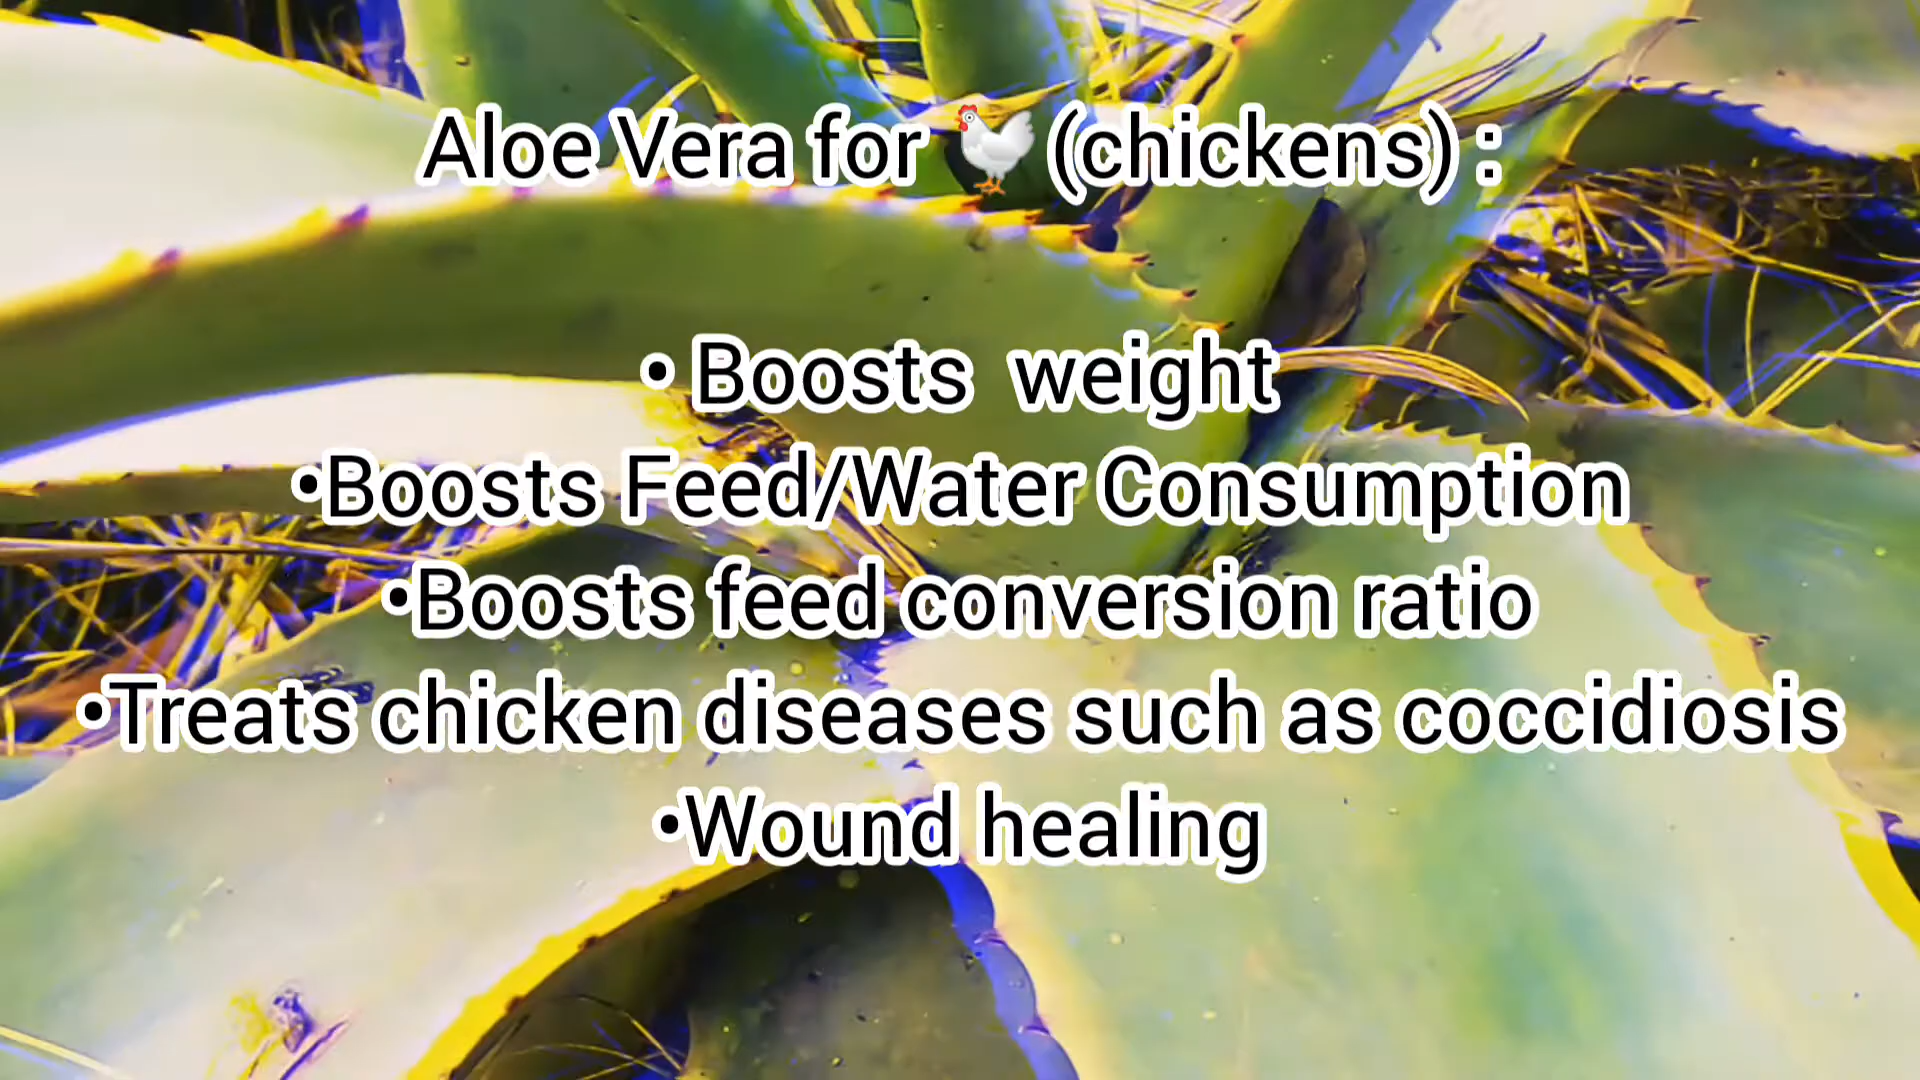 Aloe Vera for 🐓 (chickens) :
• Boosts weight
•Boosts Feed/Water Consumption
•Boosts feed conversion ratio
•Treats chicken diseases such as coccidiosis
•Wound healing